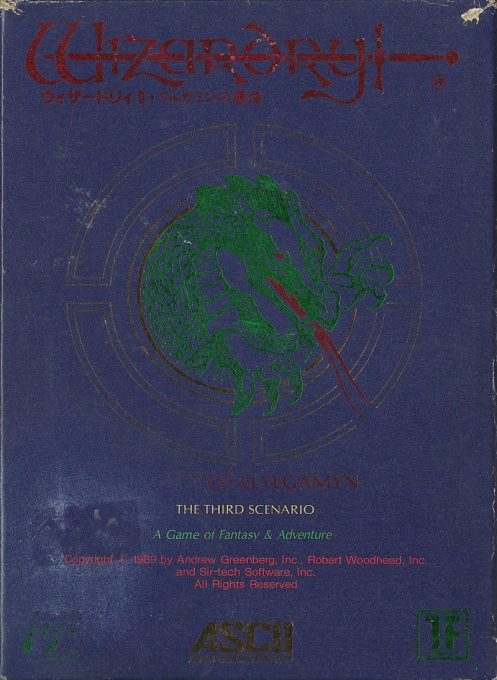 Wizardry
ウィザードリィII・リルガミンの遺産
OF LLYLGAMYN
THE THIRD SCENARIO
A Game of Fantasy & Adventure
Copyright © 1989 by Andrew Greenberg, Inc., Robert Woodhead, Inc.
and Sir-tech Software, Inc.
All Rights Reserved
ASCII
1F